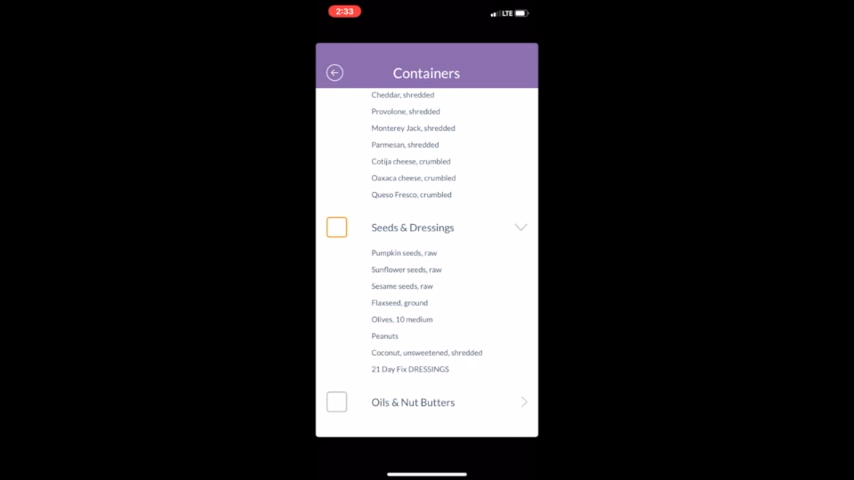 2:33
LTE
Containers
Cheddar, shredded
Provolone, shredded
Monterey Jack, shredded
Parmesan, shredded
Cotija cheese, crumbled
Oaxaca cheese, crumbled
Queso Fresco, crumbled
Seeds & Dressings
Pumpkin seeds, raw
Sunflower seeds, raw
Sesame seeds, raw
Flaxseed, ground
Olives, 10 medium
Peanuts
Coconut, unsweetened, shredded
21 Day Fix DRESSINGS
Oils & Nut Butters